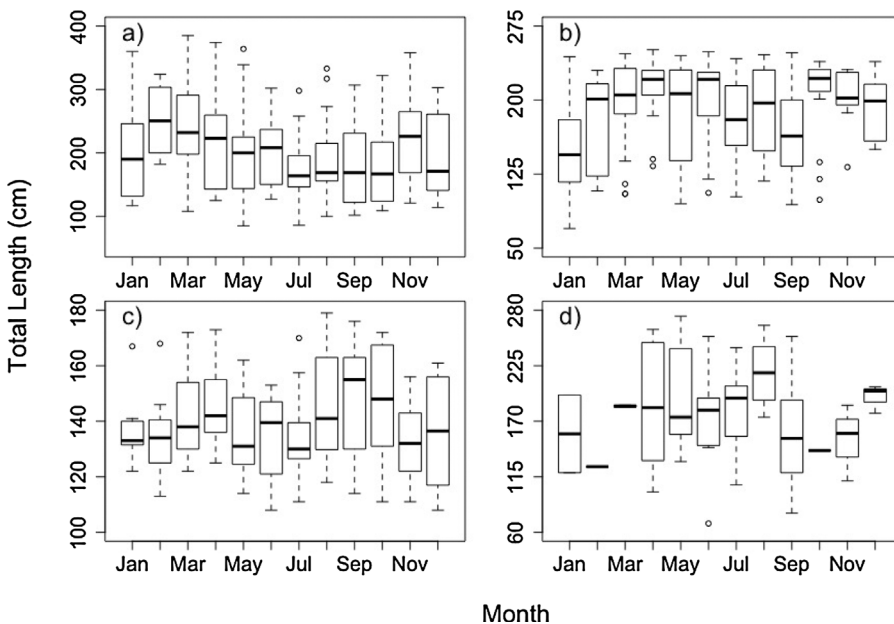 a)
400
300
200
100
Jan Mar May Jul Sep Nov
b)
275
200
125
50
Jan Mar May Jul Sep Nov
Total Length (cm)
c)
180
160
140
120
100
Jan Mar May Jul Sep Nov
d)
280
225
170
115
60
Jan Mar May Jul Sep Nov
Month